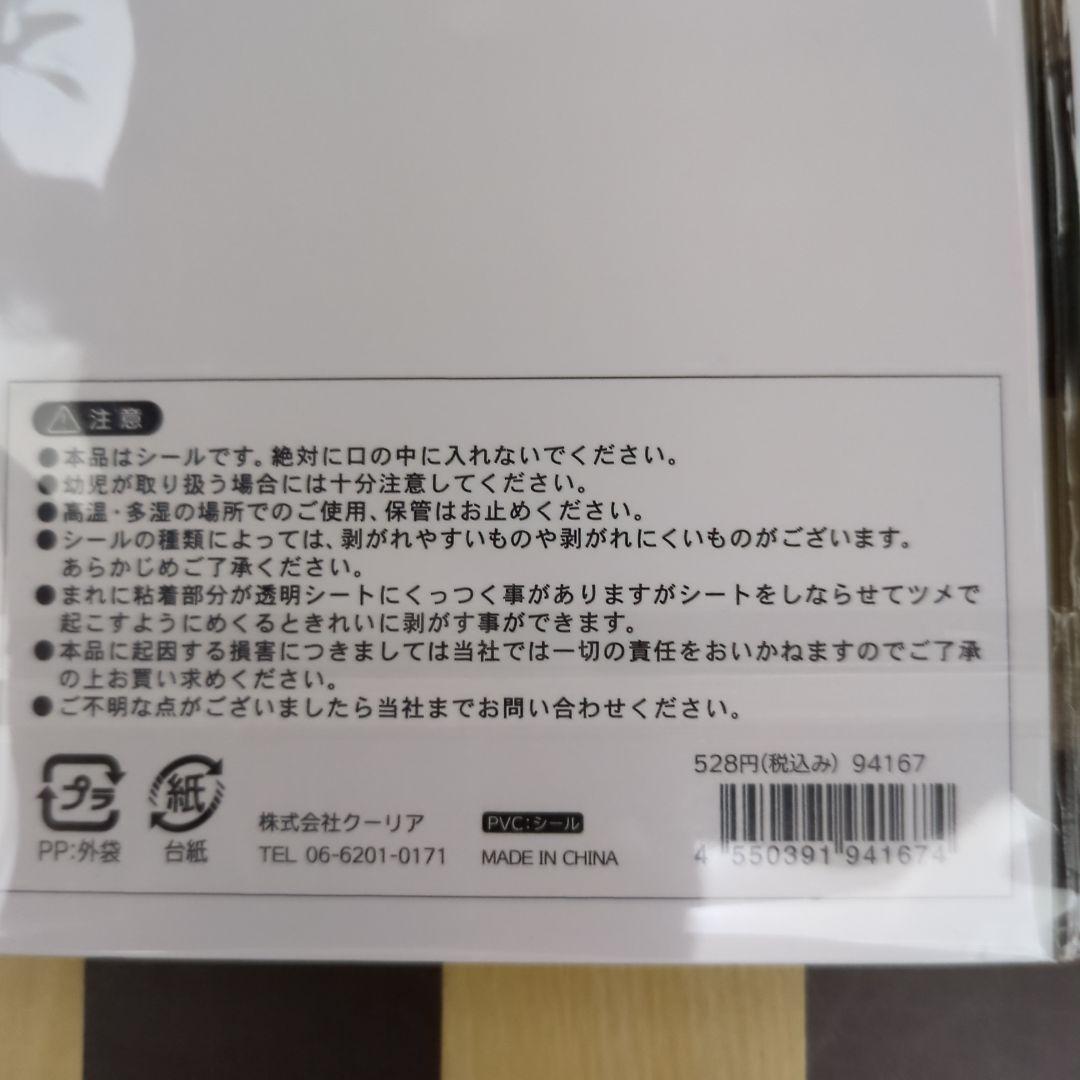 注意
●本品はシールです。絶対に口の中に入れないでください。
●幼児が取り扱う場合には十分注意してください。
●高温・多湿の場所でのご使用、保管はお止めください。
●シールの種類によっては、剥がれやすいものや剥がれにくいものがございます。
あらかじめご了承ください。
●まれに粘着部分が透明シートにくっつく事がありますがシートをしならせてツメで
起こすようにめくるときれいに剥がす事ができます。
●本品に起因する損害につきましては当社では一切の責任をおいかねますのでご了承
の上お買い求めください。
●ご不明な点がございましたら当社までお問い合わせください。
528円(税込み) 94167
プラ
紙
株式会社クーリア
PVC:シール
PP:外袋
台紙
TEL 06-6201-0171
MADE IN CHINA
4 550391 941674